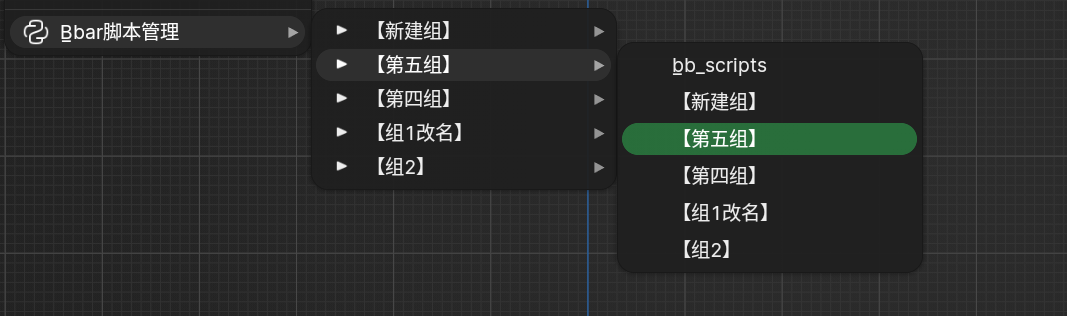 Bbar脚本管理
【新建组】
【第五组】
【第四组】
【组1改名】
【组2】
bb_scripts
【新建组】
【第五组】
【第四组】
【组1改名】
【组2】